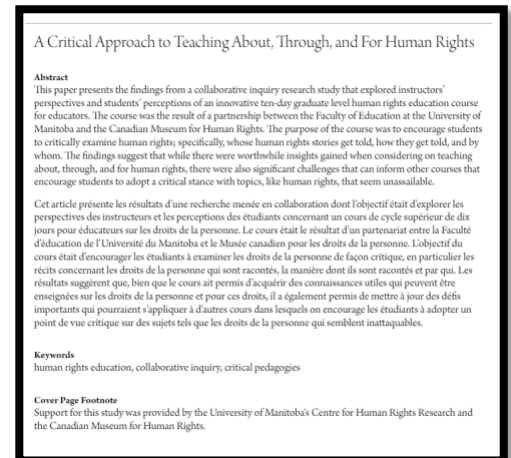 A Critical Approach to Teaching About, Through, and For Human Rights
Abstract
This paper presents the findings from a collaborative inquiry research study that explored instructors'
perspectives and students' perceptions of an innovative ten-day graduate level human rights education course
for educators. The course was the result of a partnership between the Faculty of Education at the University of
Manitoba and the Canadian Museum for Human Rights. The purpose of the course was to encourage students
to critically examine human rights; specifically, whose human rights stories get told, how they get told, and by
whom. The findings suggest that while there were worthwhile insights gained when considering on teaching
about, through, and for human rights, there were also significant challenges that can inform other courses that
encourage students to adopt a critical stance with topics, like human rights, that seem unassailable.
Cet article présente les résultats d'une recherche menée en collaboration dont l'objectif était d'explorer les
perspectives des instructeurs et les perceptions des étudiants concernant un cours de cycle supérieur de dix
jours pour éducateurs sur les droits de la personne. Le cours était le résultat d'un partenariat entre la Faculté
d'éducation de l'Université du Manitoba et le Musée canadien pour les droits de la personne. L'objectif du
cours était d'encourager les étudiants à examiner les droits de la personne de façon critique, en particulier les
récits concernant les droits de la personne qui sont racontés, la manière dont ils sont racontés et par qui. Les
résultats suggèrent que, bien que le cours ait permis d'acquérir des connaissances utiles qui peuvent être
enseignées sur les droits de la personne et pour ces droits, il a également permis de mettre à jour des défis
importants qui pourraient s'appliquer à d'autres cours dans lesquels on encourage les étudiants à adopter un
point de vue critique sur des sujets tels que les droits de la personne qui semblent inattaquables.
Keywords
human rights education, collaborative inquiry, critical pedagogies
Cover Page Footnote
Support for this study was provided by the University of Manitoba's Centre for Human Rights Research and
the Canadian Museum for Human Rights.